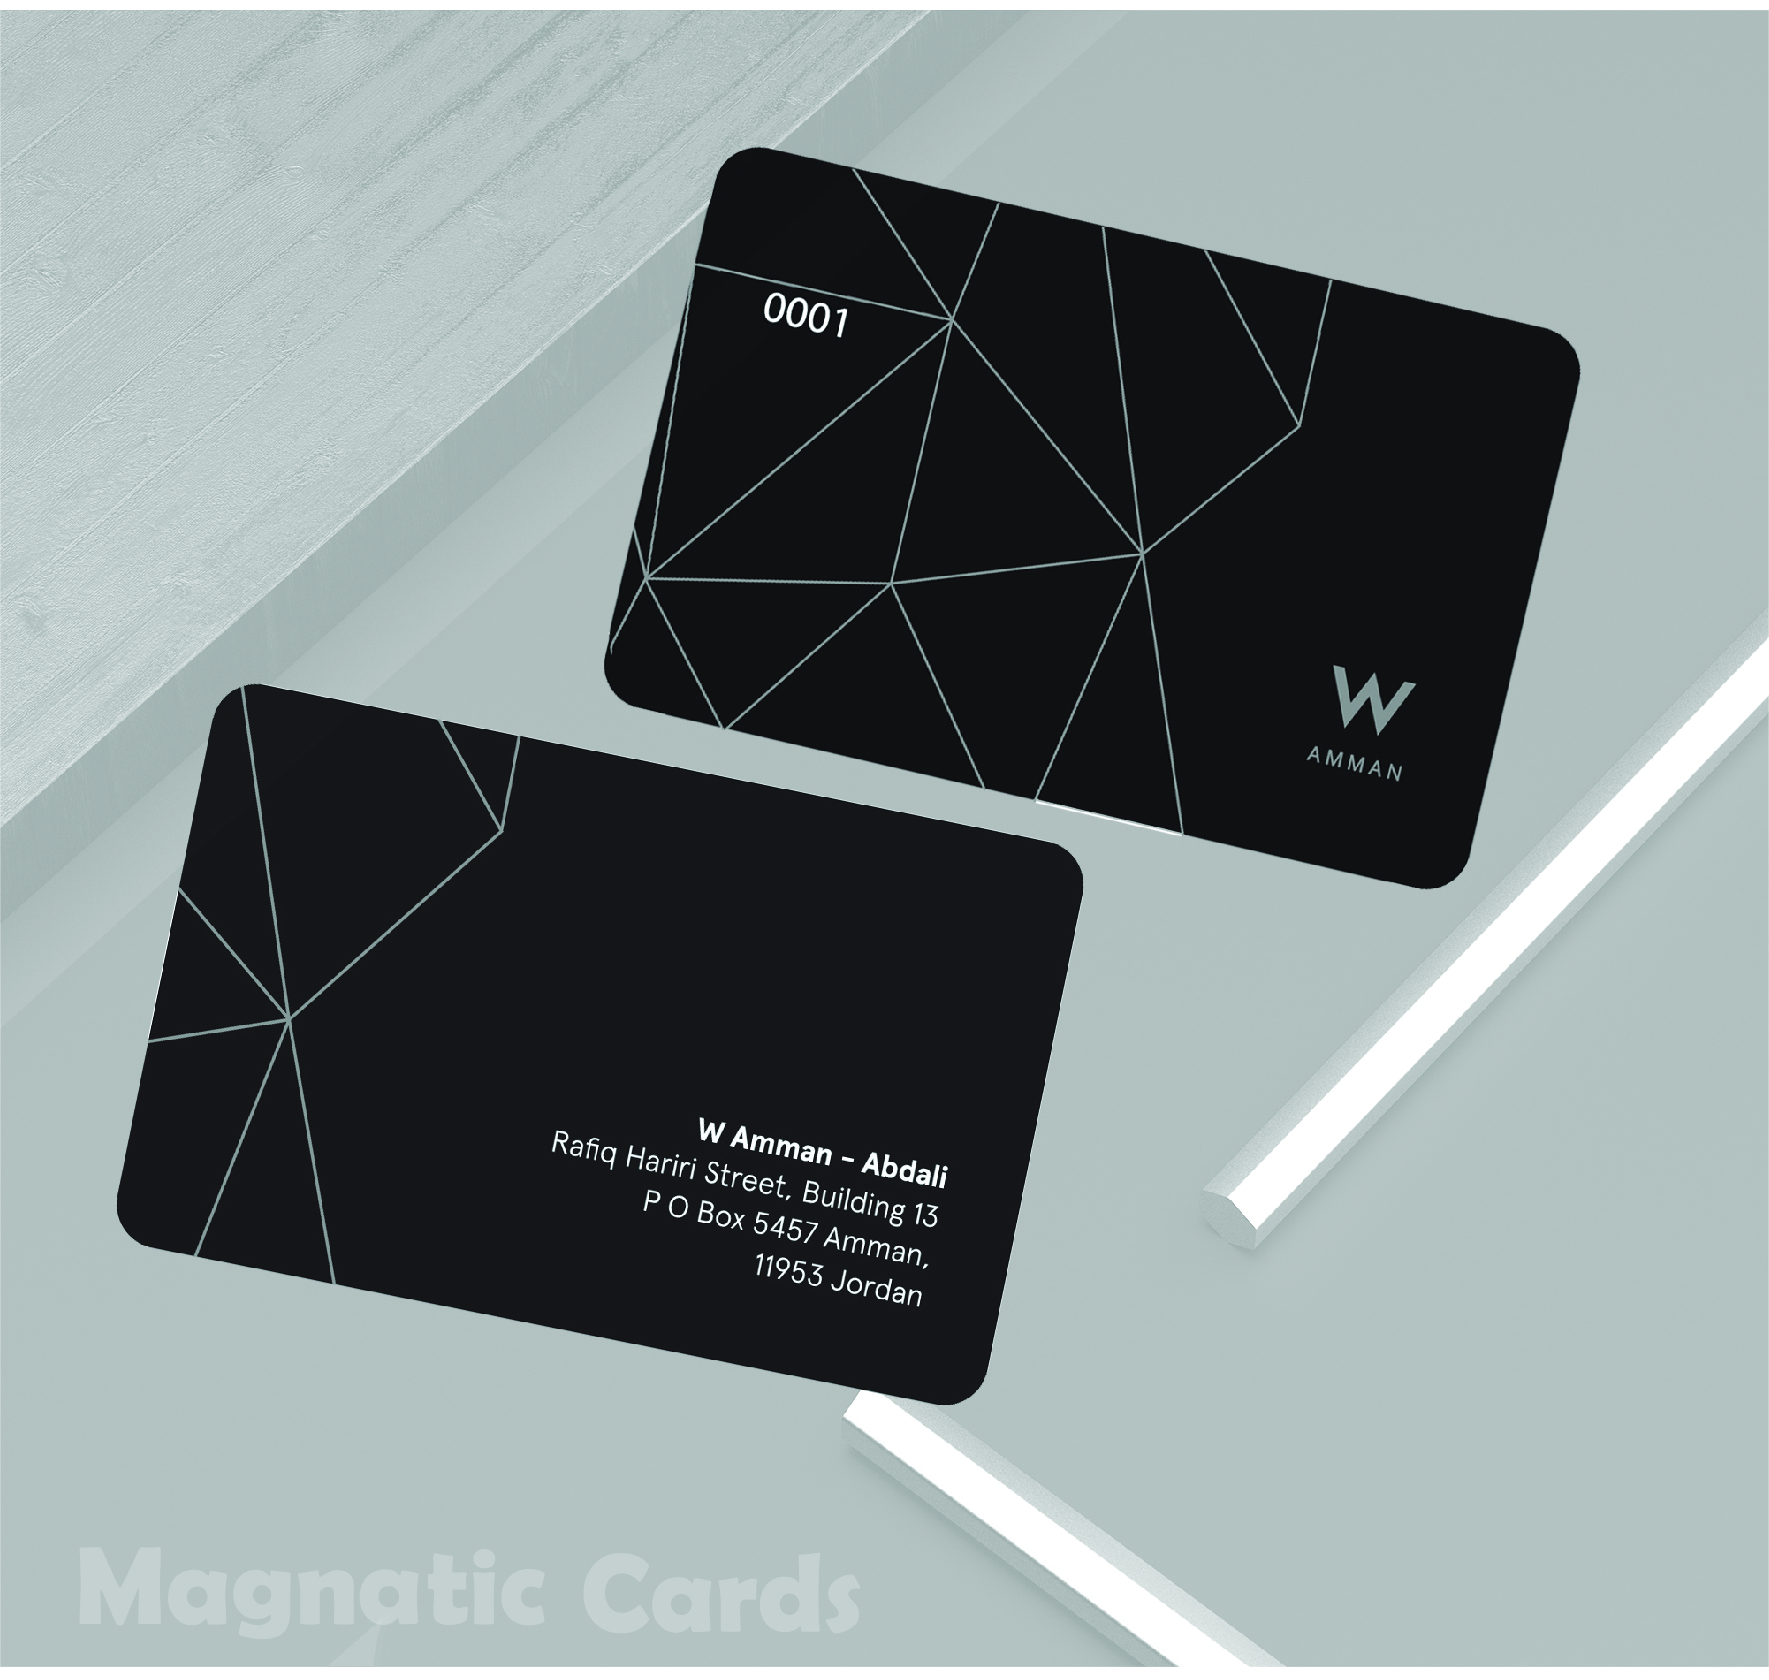 0001
W
AMMAN
W Amman - Abdali
Rafiq Hariri Street, Building 13
P O Box 5457 Amman,
11953 Jordan
Magnatic Cards